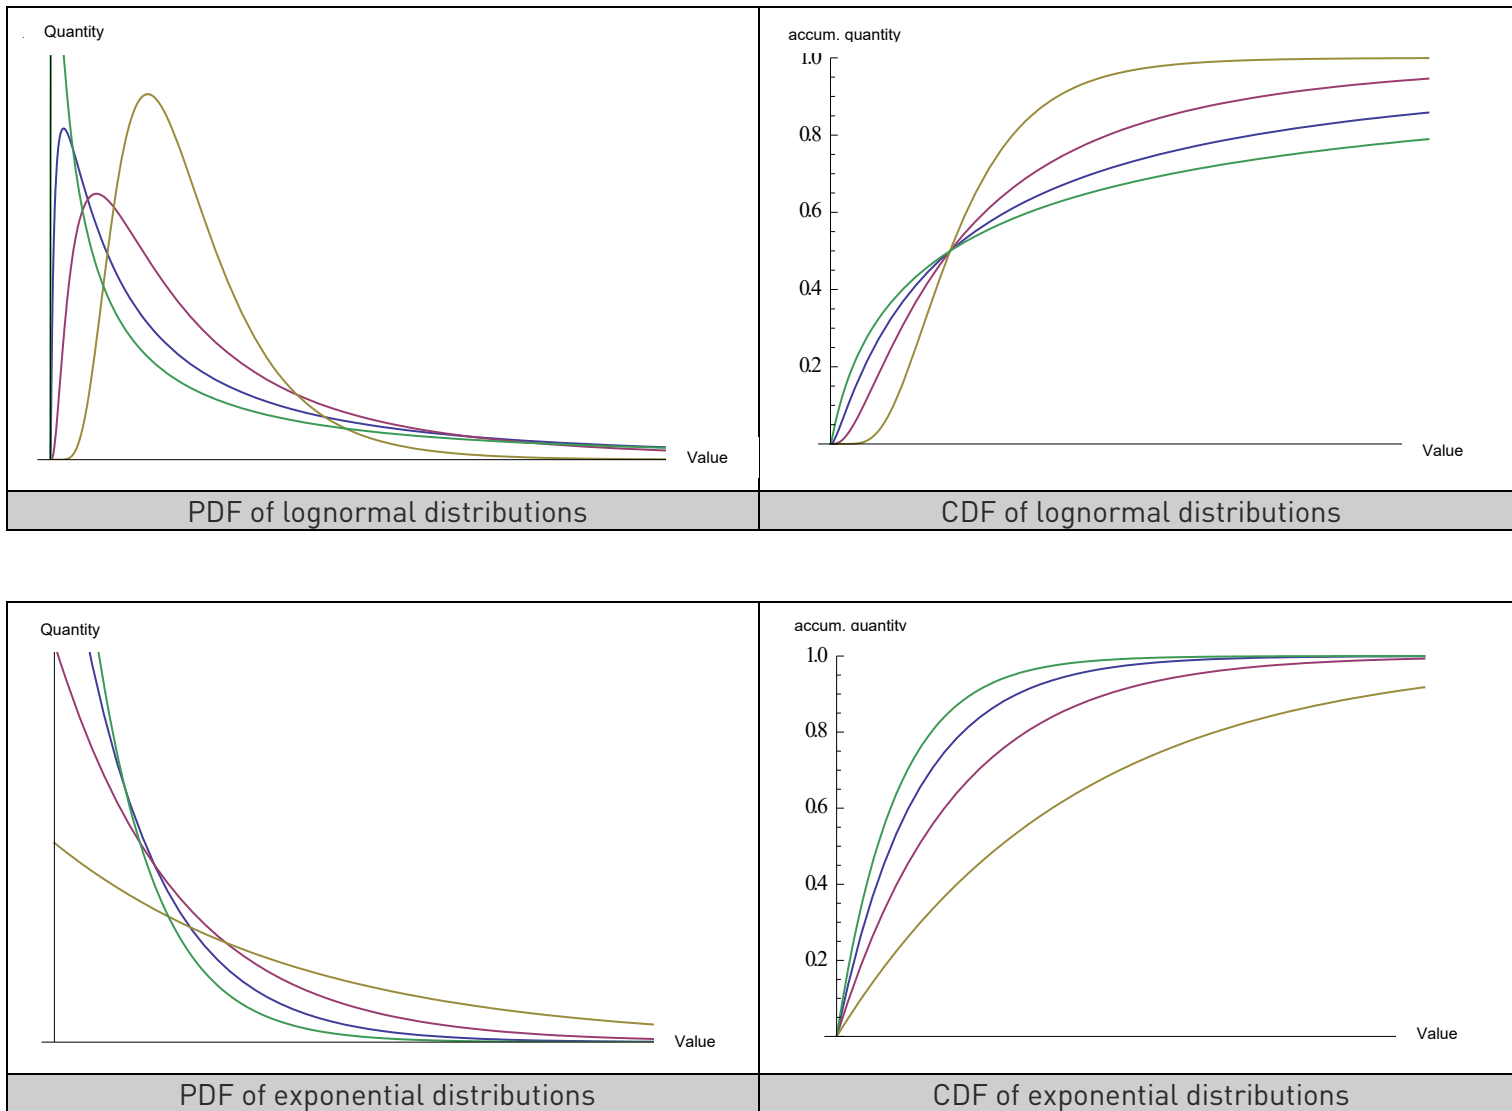 Quantity
Value
accum. quantity
1.0
0.8
0.6
0.4
0.2
Value
PDF of lognormal distributions
CDF of lognormal distributions
Quantity
Value
accum. quantity
1.0
0.8
0.6
0.4
0.2
Value
PDF of exponential distributions
CDF of exponential distributions